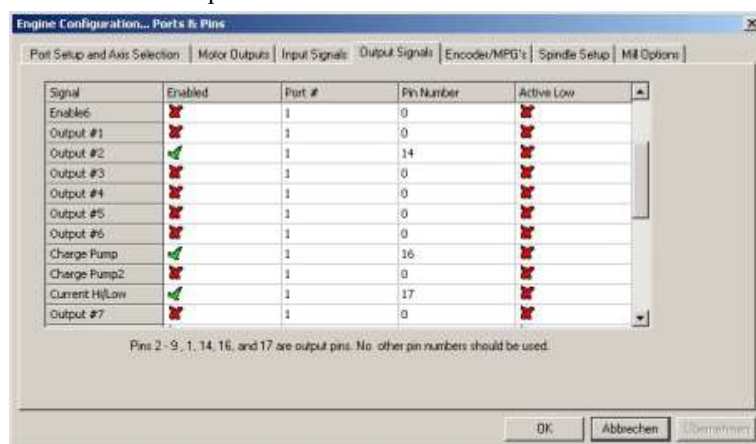 Engine Configuration... Ports & Pins
Port Setup and Axis Selection Motor Outputs Input Signals Output Signals Encoder/MPG's Spindle Setup Mill Options
Signal Enabled Port # Pin Number Active Low
Enable6 1 0
Output #1 1 0
Output #2 1 14
Output #3 1 0
Output #4 1 0
Output #5 1 0
Output #6 1 0
Charge Pump 1 16
Charge Pump2 1 0
Current Hi/Low 1 17
Output #7 1 0
Pins 2 - 9 , 1, 14, 16, and 17 are output pins. No other pin numbers should be used.
OK Abbrechen Übernehmen